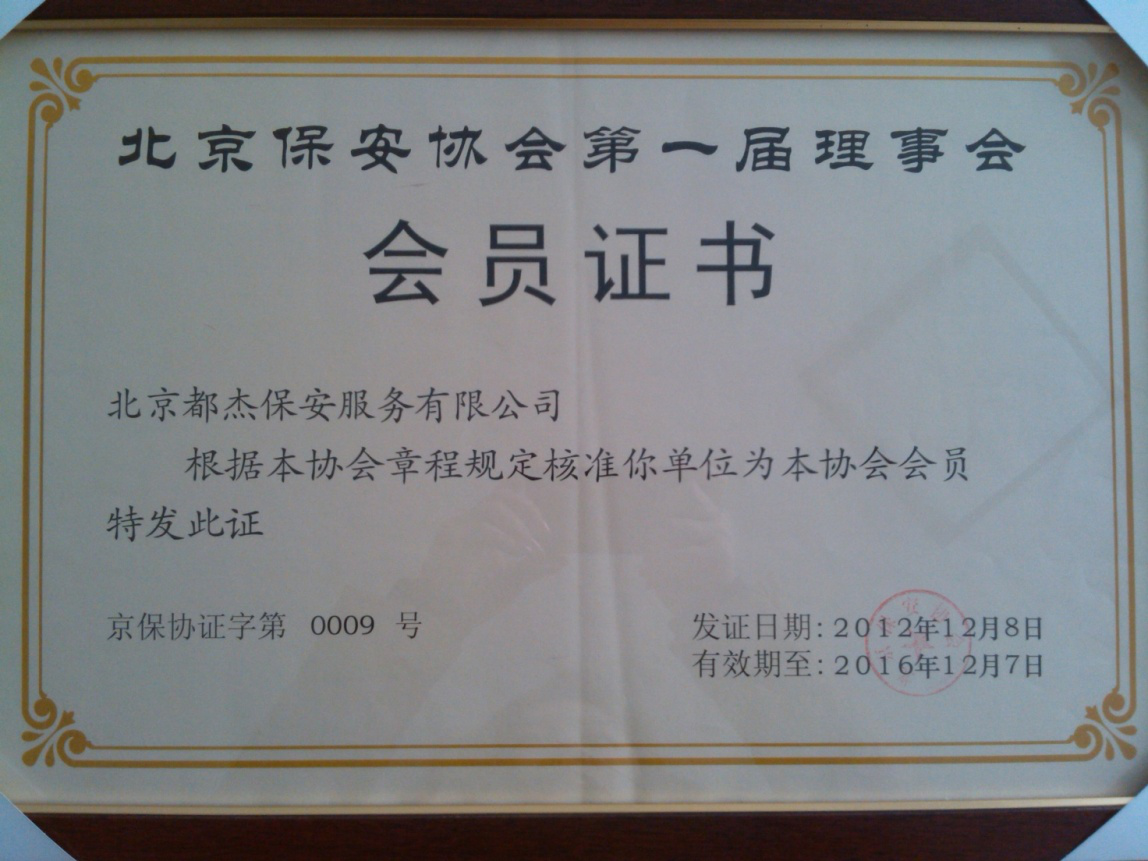 北京保安协会第一届理事会
会员证书
北京都杰保安服务有限公司
根据本协会章程规定核准你单位为本协会会员
特发此证
京保协证字第 0009 号
发证日期: 2012年12月8日
有效期至: 2016年12月7日